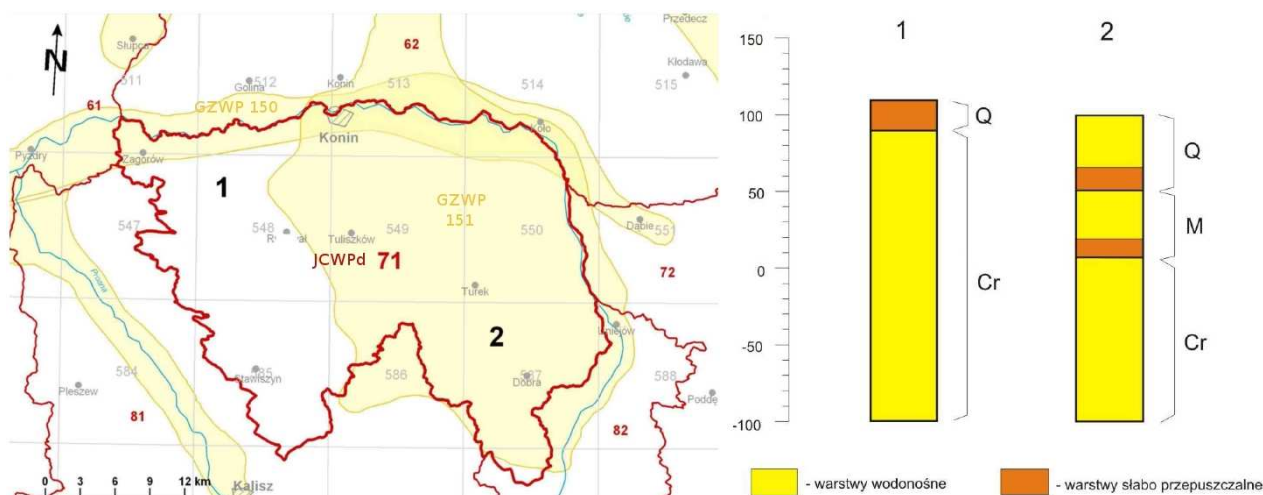 Przedecz
62
Słupca
N
Kłodawa
511
512
Konin
513
514
515
Golina
61
GZWP 150
Koło
Konin
Pyzdry
Zagórów
1
GZWP
151
547
548
549
550
Dąbie
551
Tuliszków
JCWPd
71
72
Prosna
Turek
2
Uniejów
584
585
Stawiszyn
586
587
Dobra
588
Pleszew
81
82
Kalisz
0 3 6 9 12 km
1 2
150
100
50
0
-50
-100
Q
Cr
Q
M
Cr
- warstwy wodonośne
- warstwy słabo przepuszczalne